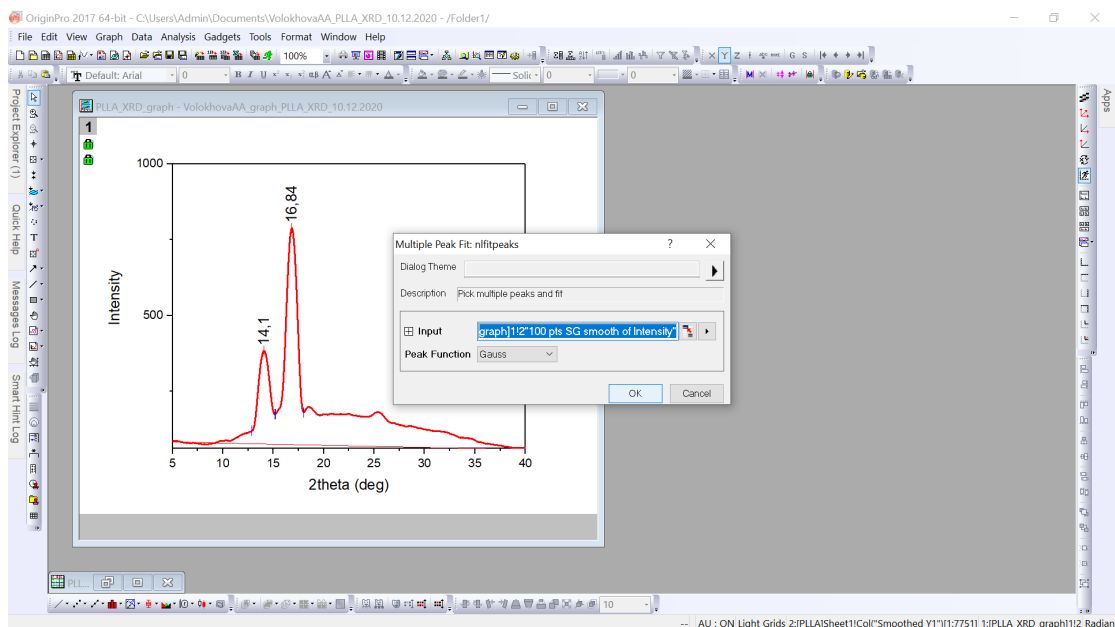 OriginPro 2017 64-bit - C:\Users\Admin\Documents\VolokhovaAA_PLLA_XRD_10.12.2020 - /Folder1/
File Edit View Graph Data Analysis Gadgets Tools Format Window Help
100%
X Y Z
G S
Default: Arial
0
B I U
Solic
0
0
Project Explorer (1)
Quick Help
Messages Log
Smart Hint Log
Apps
PLLA_XRD_graph - VolokhovaAA_graph_PLLA_XRD_10.12.2020
1
1000
500
Intensity
14,1
16,84
5 10 15 20 25 30 35 40
2theta (deg)
Multiple Peak Fit: nlfitpeaks
?
Dialog Theme
Description Pick multiple peaks and fit
Input graph]1!2"100 pts SG smooth of Intensity"
Peak Function Gauss
OK Cancel
PLL...
10
-- AU : ON Light Grids 2:[PLLA]Sheet1!Col("Smoothed Y1")[1:7751] 1:[PLLA_XRD_graph]1!2 Radian